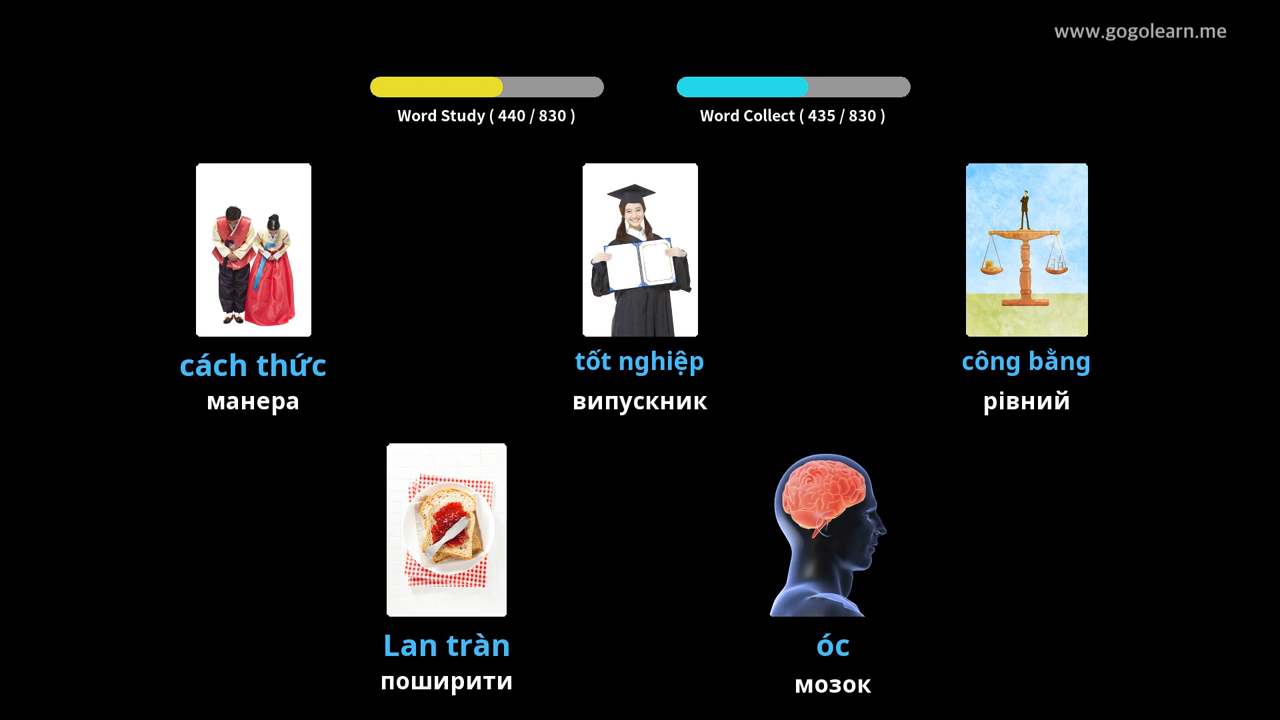 www.gogolearn.me
Word Study ( 440 / 830 )
Word Collect ( 435 / 830 )
cách thức
манера
tốt nghiệp
випускник
công bằng
рівний
Lan tràn
поширити
óc
мозок